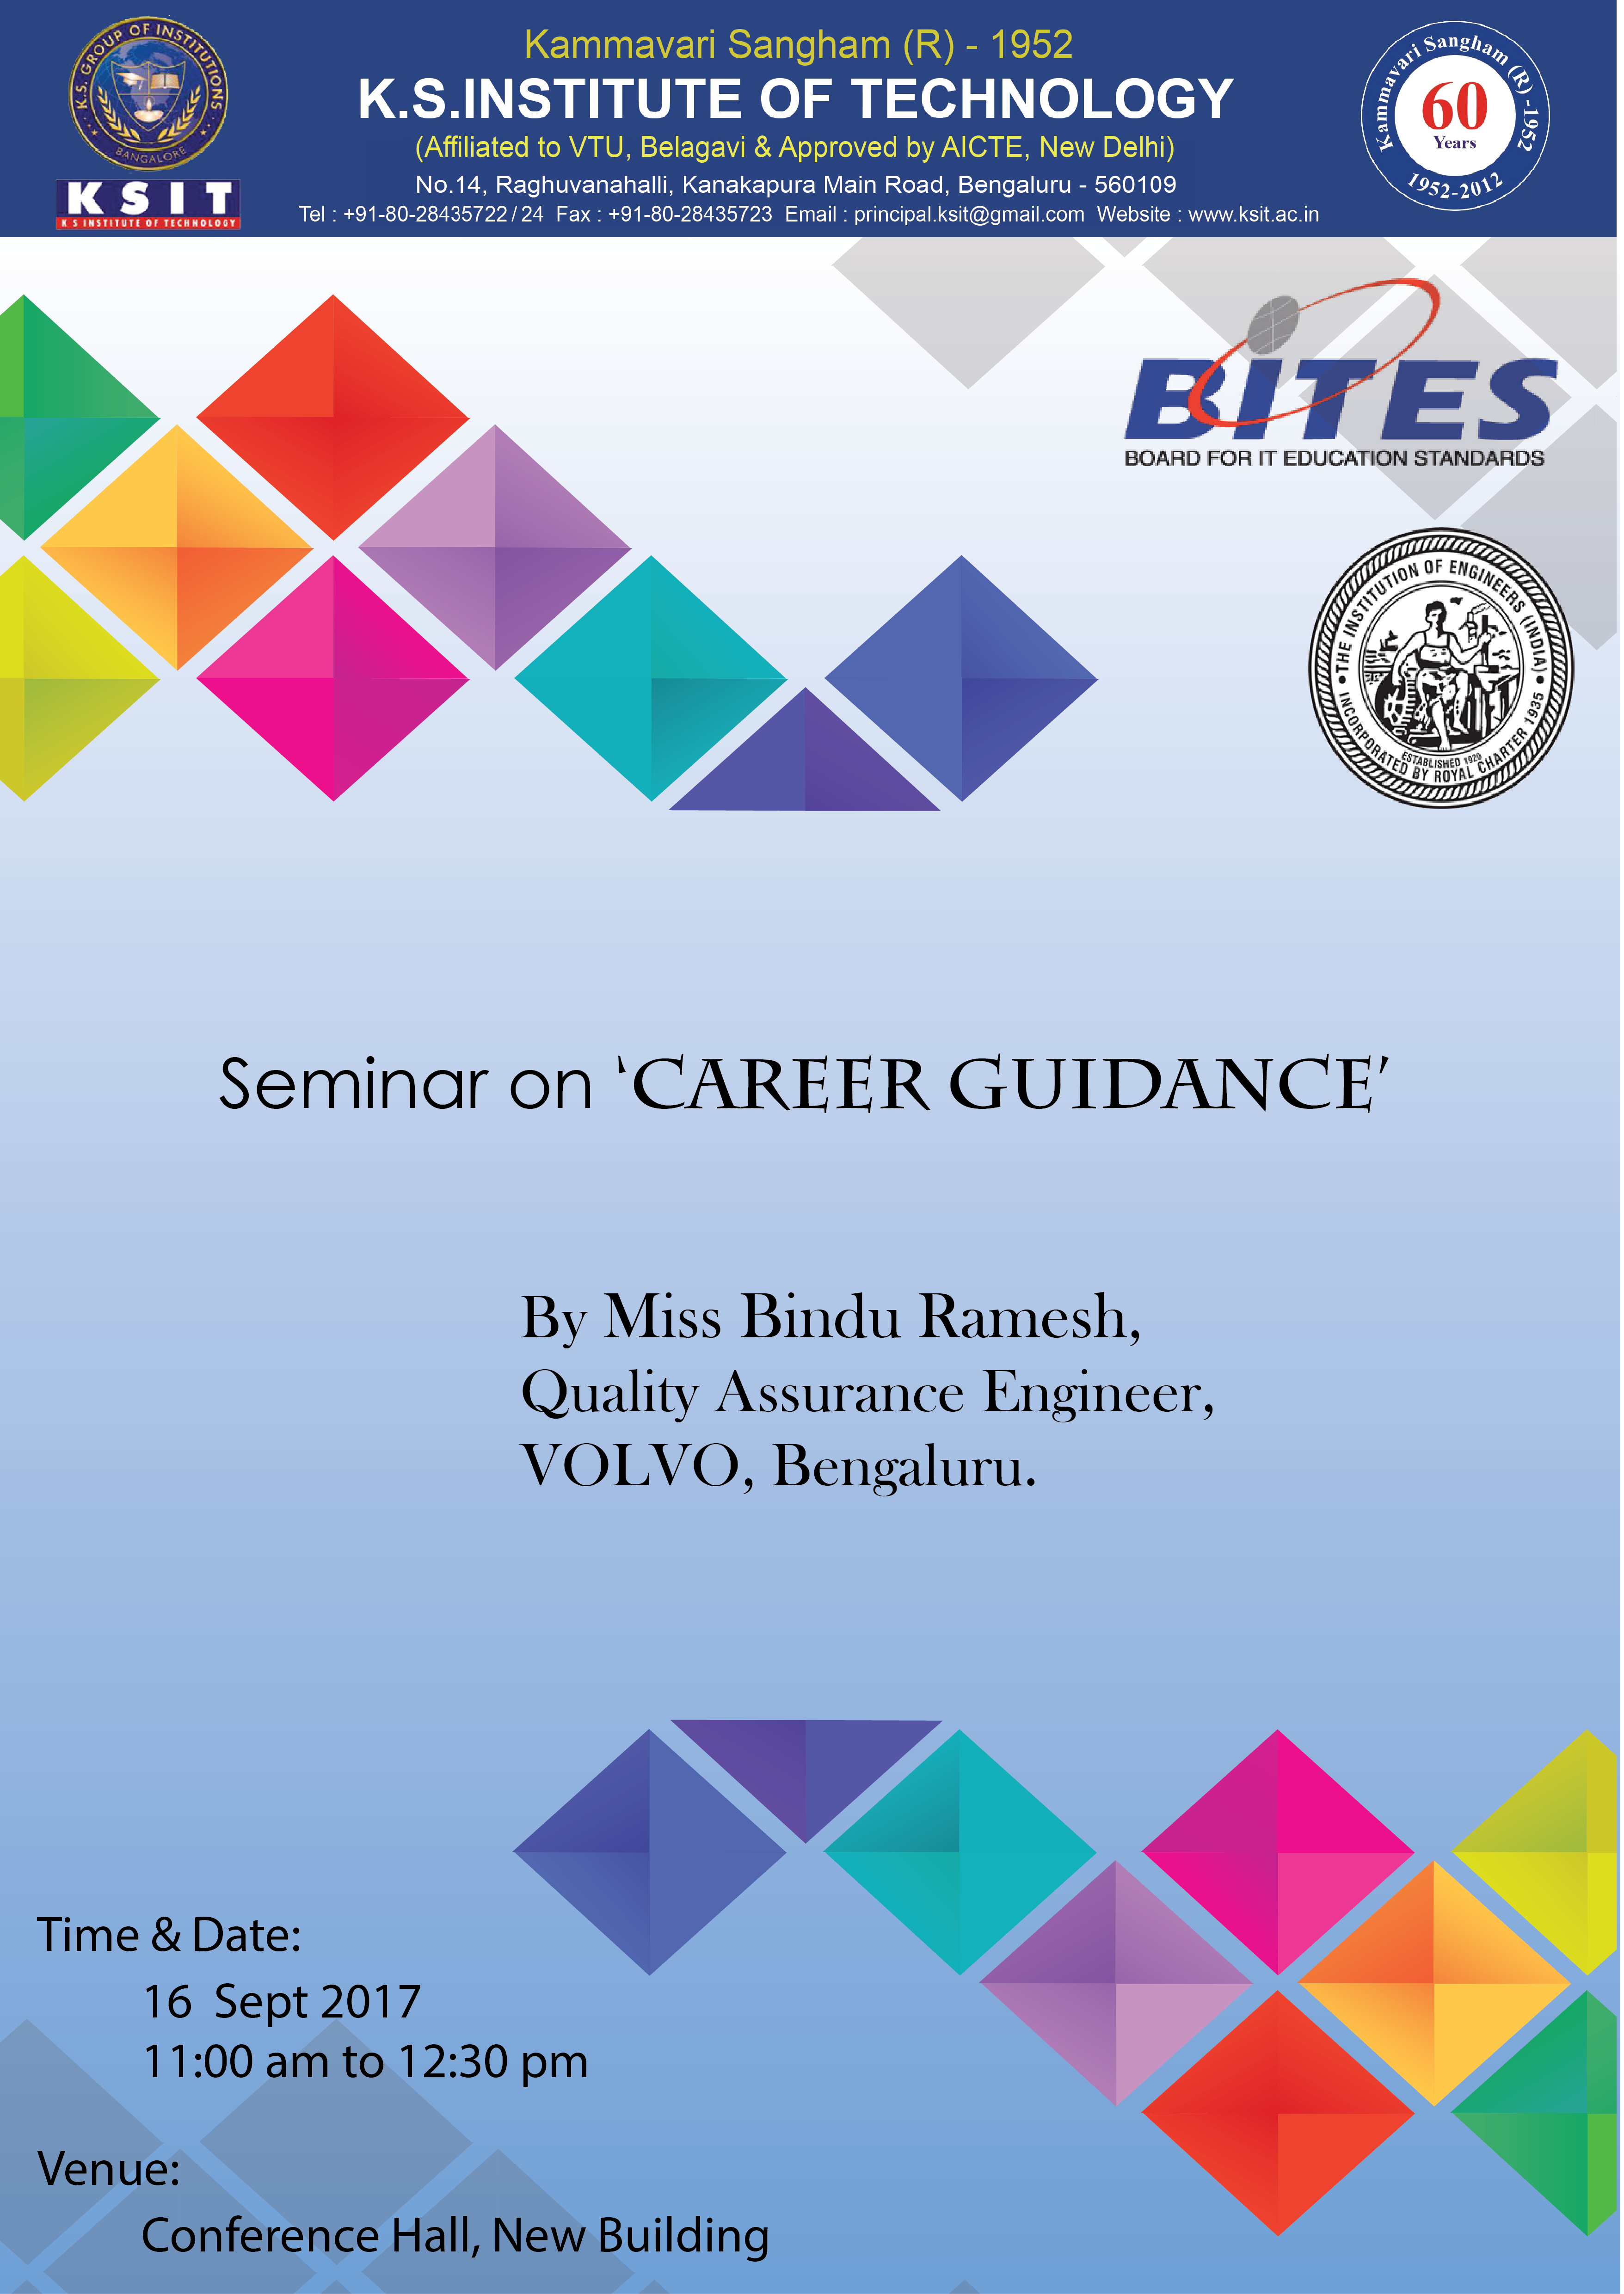 K.S. GROUP OF INSTITUTIONS
BANGALORE
KSIT
K S INSTITUTE OF TECHNOLOGY
Kammavari Sangham (R) - 1952
K.S.INSTITUTE OF TECHNOLOGY
(Affiliated to VTU, Belagavi & Approved by AICTE, New Delhi)
No.14, Raghuvanahalli, Kanakapura Main Road, Bengaluru - 560109
Tel : +91-80-28435722 / 24 Fax : +91-80-28435723 Email : principal.ksit@gmail.com Website : www.ksit.ac.in
Kammavari Sangham (R) -1952
60
Years
1952-2012
BITES
BOARD FOR IT EDUCATION STANDARDS
THE INSTITUTION OF ENGINEERS (INDIA)
ESTABLISHED 1920
INCORPORATED BY ROYAL CHARTER 1935
Seminar on ‘CAREER GUIDANCE’
By Miss Bindu Ramesh,
Quality Assurance Engineer,
VOLVO, Bengaluru.
Time & Date:
16 Sept 2017
11:00 am to 12:30 pm
Venue:
Conference Hall, New Building